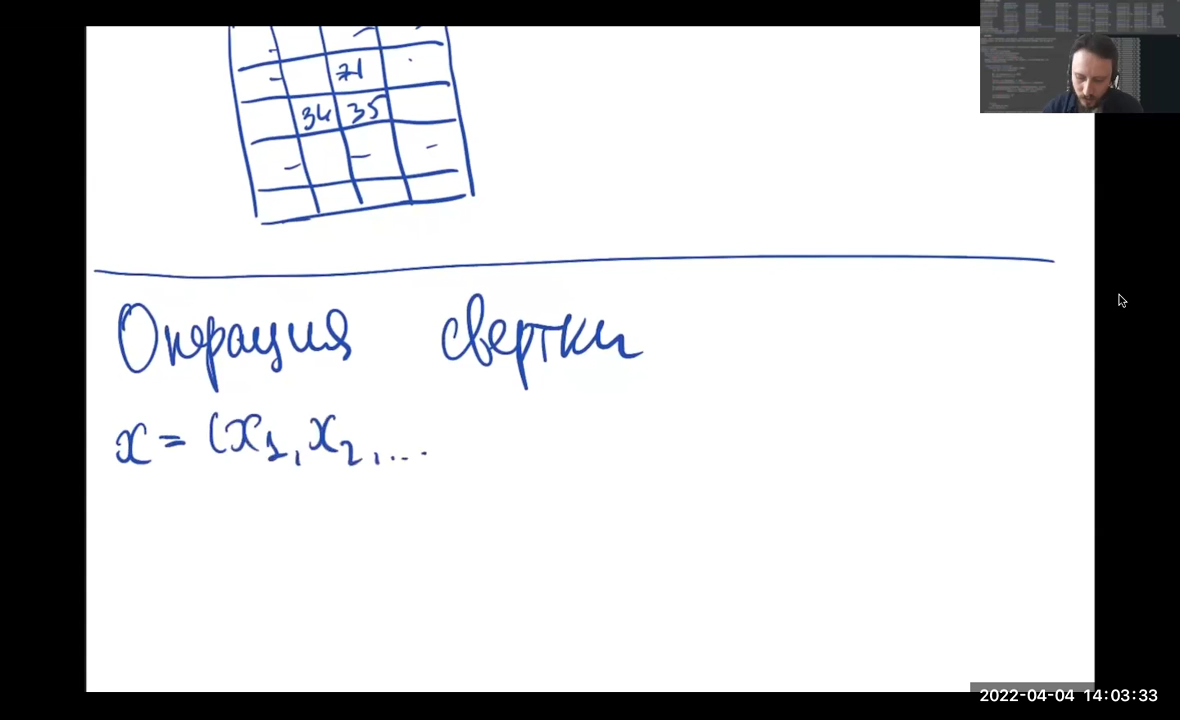 71
34 35
Операция свертки
x = (x₁, x₂, ...
2022-04-04 14:03:33